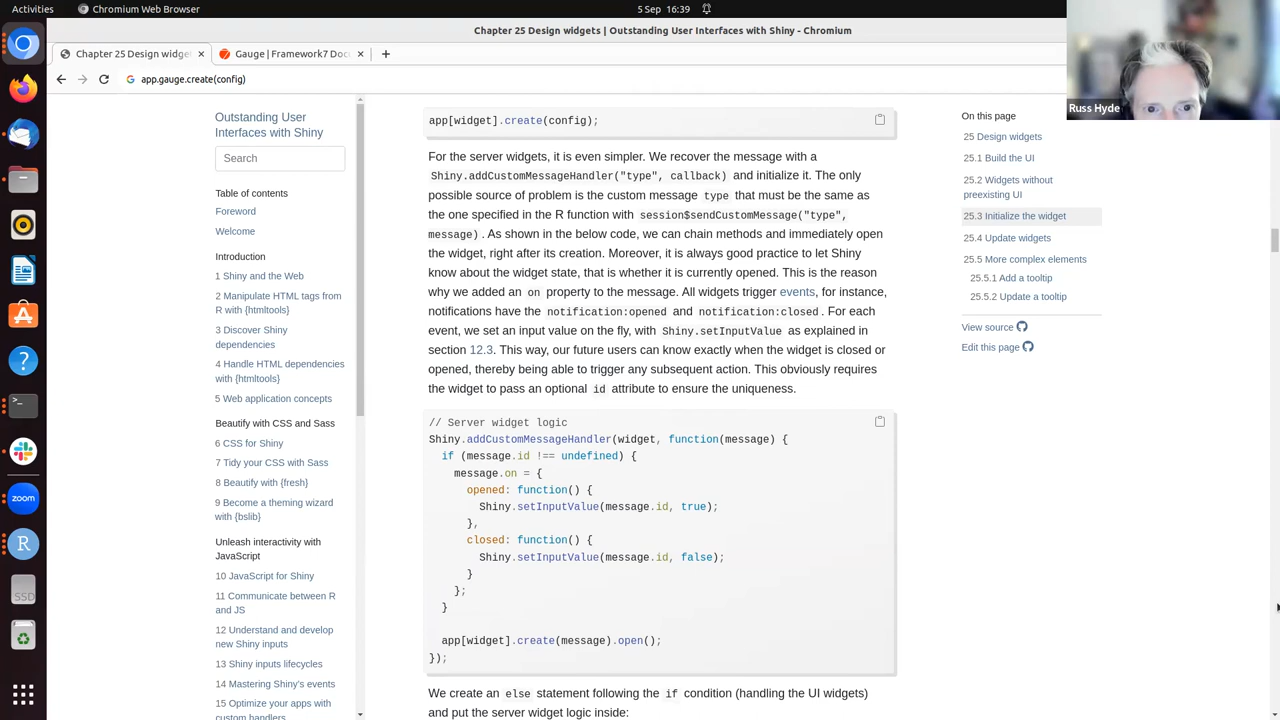 Activities
Chromium Web Browser
5 Sep 16:39
Chapter 25 Design widgets | Outstanding User Interfaces with Shiny - Chromium
Chapter 25 Design widge
Gauge | Framework7 Doc
app.gauge.create(config)
Russ Hyde
Outstanding User
Interfaces with Shiny
Search
Table of contents
Foreword
Welcome
Introduction
1 Shiny and the Web
2 Manipulate HTML tags from
R with {htmltools}
3 Discover Shiny
dependencies
4 Handle HTML dependencies
with {htmltools}
5 Web application concepts
Beautify with CSS and Sass
6 CSS for Shiny
7 Tidy your CSS with Sass
8 Beautify with {fresh}
9 Become a theming wizard
with {bslib}
Unleash interactivity with
JavaScript
10 JavaScript for Shiny
11 Communicate between R
and JS
12 Understand and develop
new Shiny inputs
13 Shiny inputs lifecycles
14 Mastering Shiny's events
15 Optimize your apps with
custom handlers
app[widget].create(config);
For the server widgets, it is even simpler. We recover the message with a
Shiny.addCustomMessageHandler("type", callback) and initialize it. The only
possible source of problem is the custom message type that must be the same as
the one specified in the R function with session$sendCustomMessage("type",
message). As shown in the below code, we can chain methods and immediately open
the widget, right after its creation. Moreover, it is always good practice to let Shiny
know about the widget state, that is whether it is currently opened. This is the reason
why we added an on property to the message. All widgets trigger events, for instance,
notifications have the notification:opened and notification:closed. For each
event, we set an input value on the fly, with Shiny.setInputValue as explained in
section 12.3. This way, our future users can know exactly when the widget is closed or
opened, thereby being able to trigger any subsequent action. This obviously requires
the widget to pass an optional id attribute to ensure the uniqueness.
// Server widget logic
Shiny.addCustomMessageHandler(widget, function(message) {
if (message.id !== undefined) {
message.on = {
opened: function() {
Shiny.setInputValue(message.id, true);
},
closed: function() {
Shiny.setInputValue(message.id, false);
}
};
}
app[widget].create(message).open();
});
We create an else statement following the if condition (handling the UI widgets)
and put the server widget logic inside:
On this page
25 Design widgets
25.1 Build the UI
25.2 Widgets without
preexisting UI
25.3 Initialize the widget
25.4 Update widgets
25.5 More complex elements
25.5.1 Add a tooltip
25.5.2 Update a tooltip
View source
Edit this page